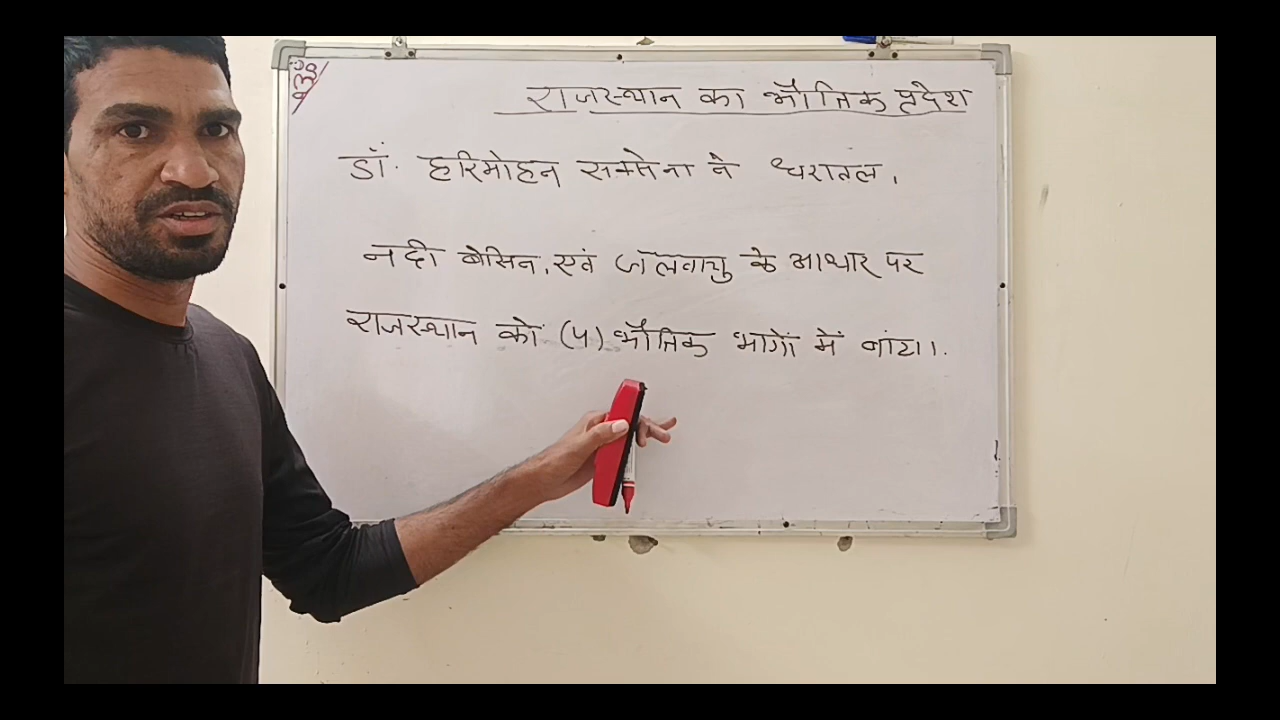 राजस्थान का भौतिक प्रदेश
डॉ. हरिमोहन सक्सेना ने धरातल,
नदी बेसिन, एवं जलवायु के आधार पर
राजस्थान को (५) भौतिक भागों में बांटा।